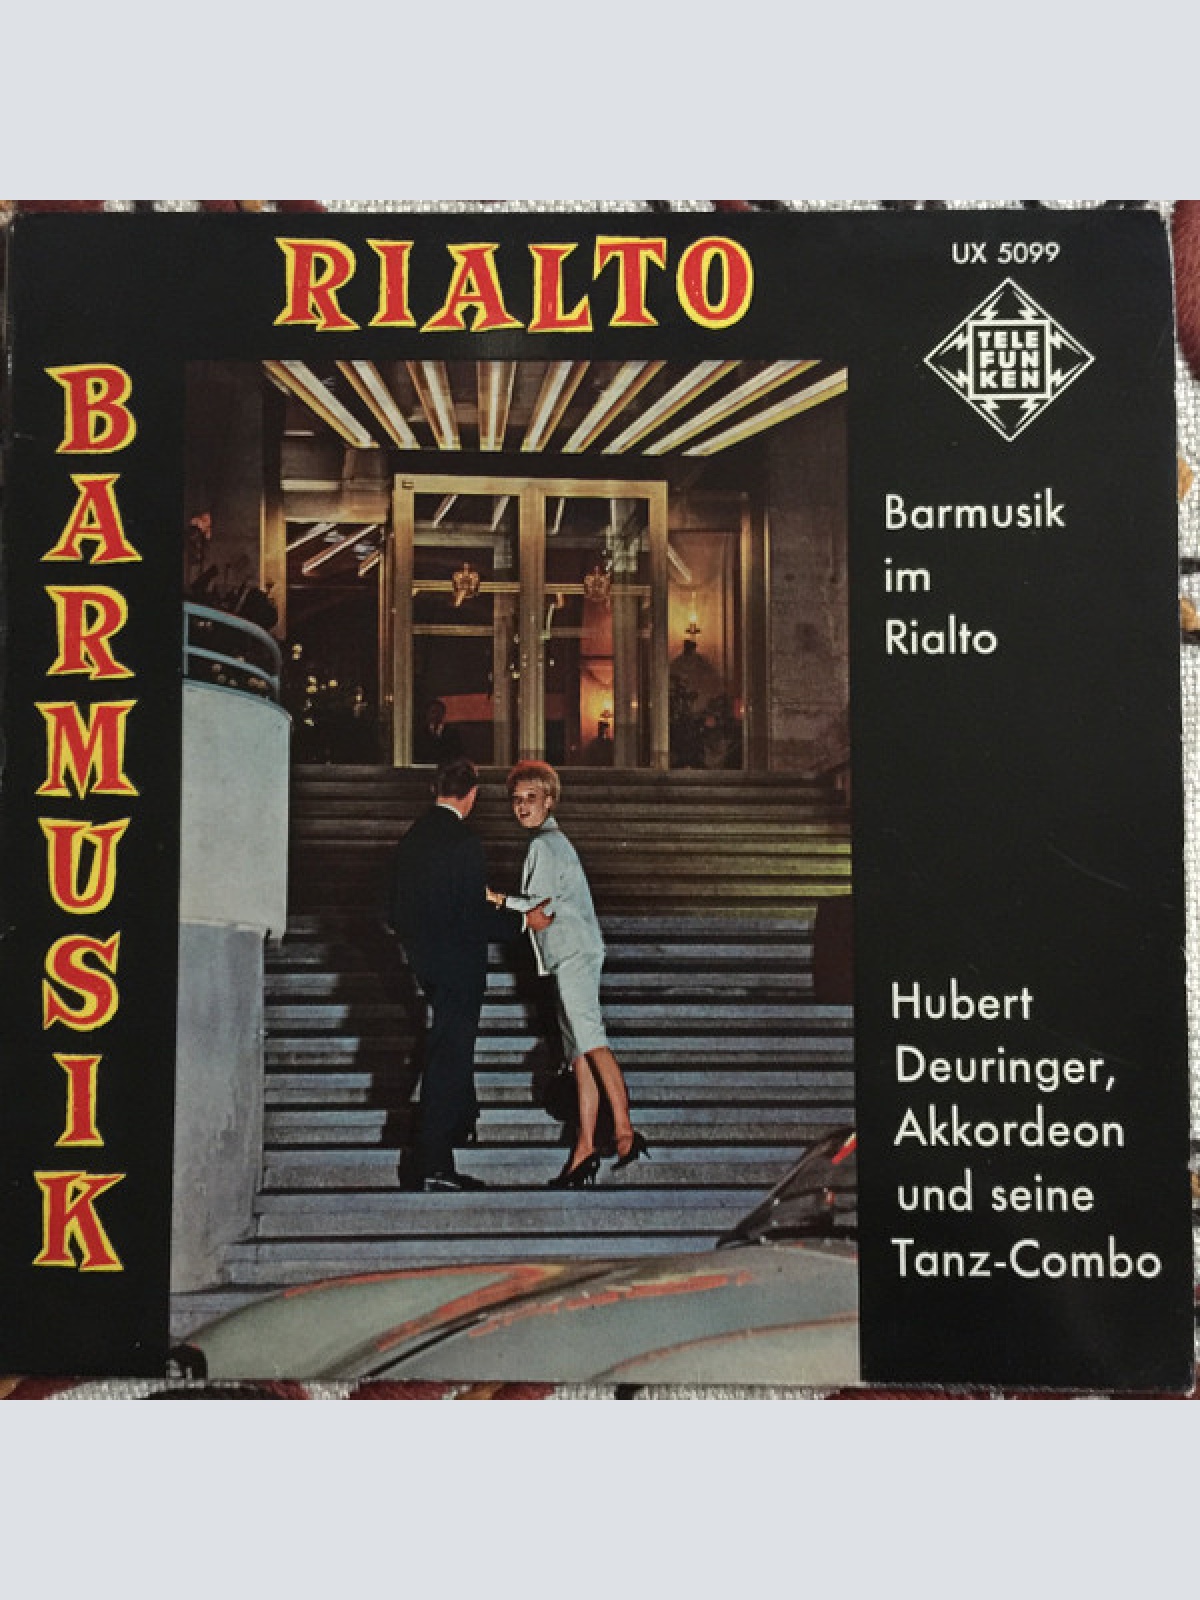 RIALTO
BARMUSIK
UX 5099
TELE
FUN
KEN
Barmusik
im
Rialto
Hubert
Deuringer,
Akkordeon
und seine
Tanz-Combo